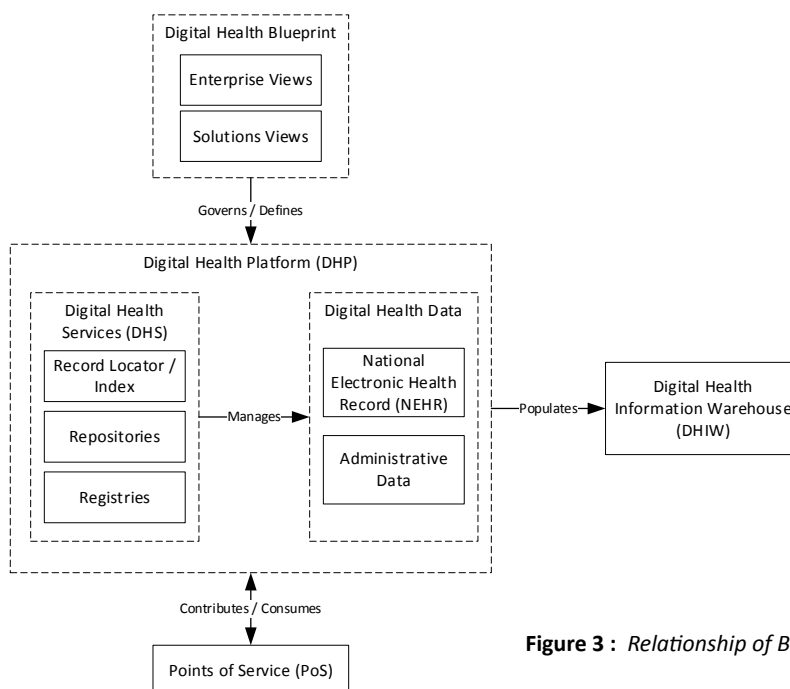 Digital Health Blueprint
Enterprise Views
Solutions Views
Governs / Defines
Digital Health Platform (DHP)
Digital Health
Services (DHS)
Record Locator /
Index
Repositories
Registries
Manages
Digital Health Data
National
Electronic Health
Record (NEHR)
Administrative
Data
Populates
Digital Health
Information Warehouse
(DHIW)
Contributes / Consumes
Points of Service (PoS)
Figure 3 : Relationship of B